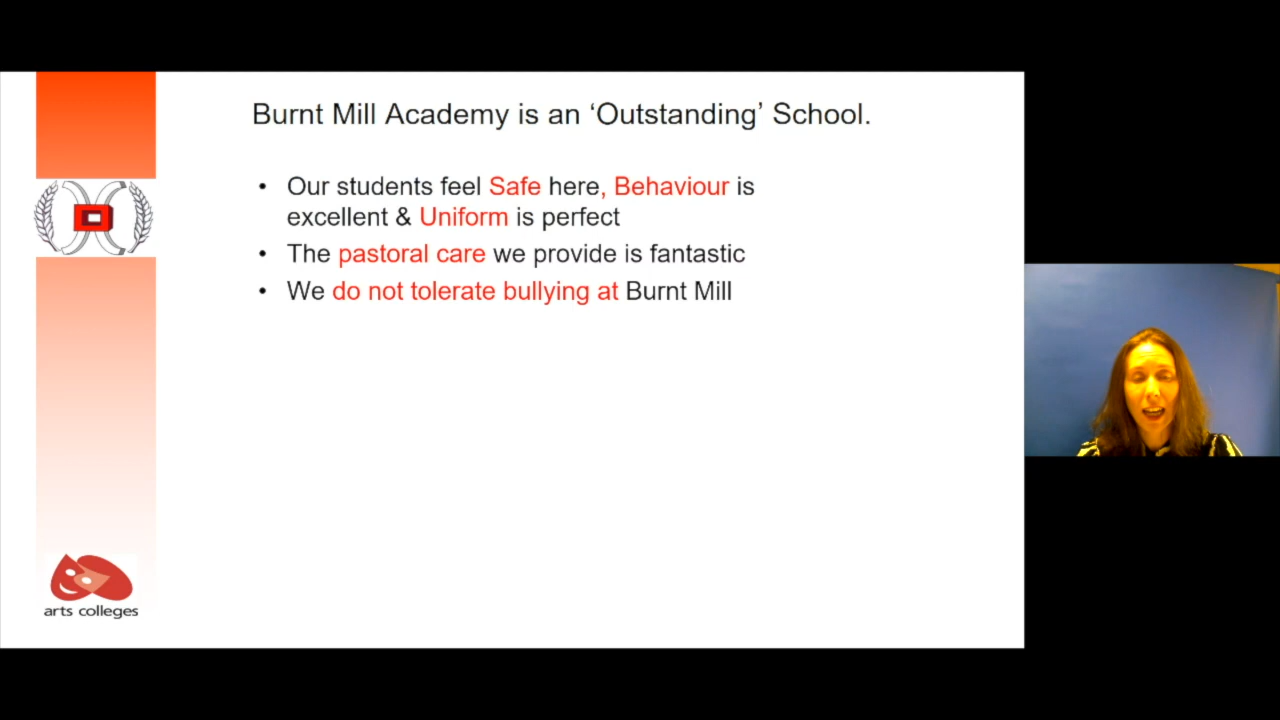 Burnt Mill Academy is an ‘Outstanding’ School.
• Our students feel Safe here, Behaviour is
excellent & Uniform is perfect
• The pastoral care we provide is fantastic
• We do not tolerate bullying at Burnt Mill
arts colleges